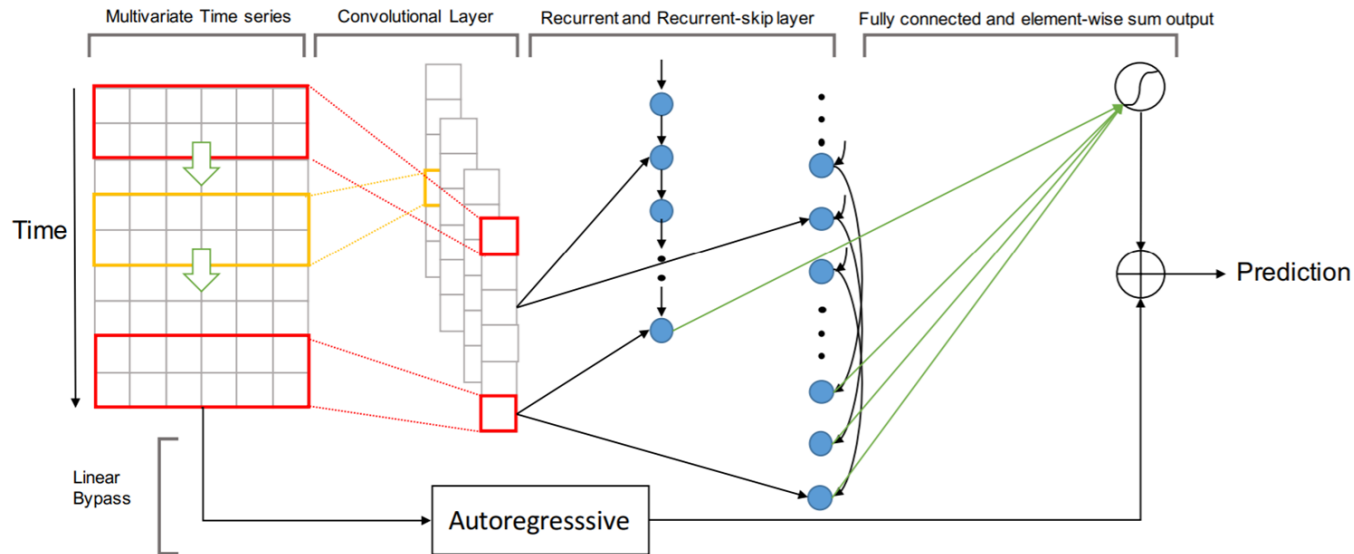 Multivariate Time series
Convolutional Layer
Recurrent and Recurrent-skip layer
Fully connected and element-wise sum output
Time
Prediction
Linear
Bypass
Autoregresssive